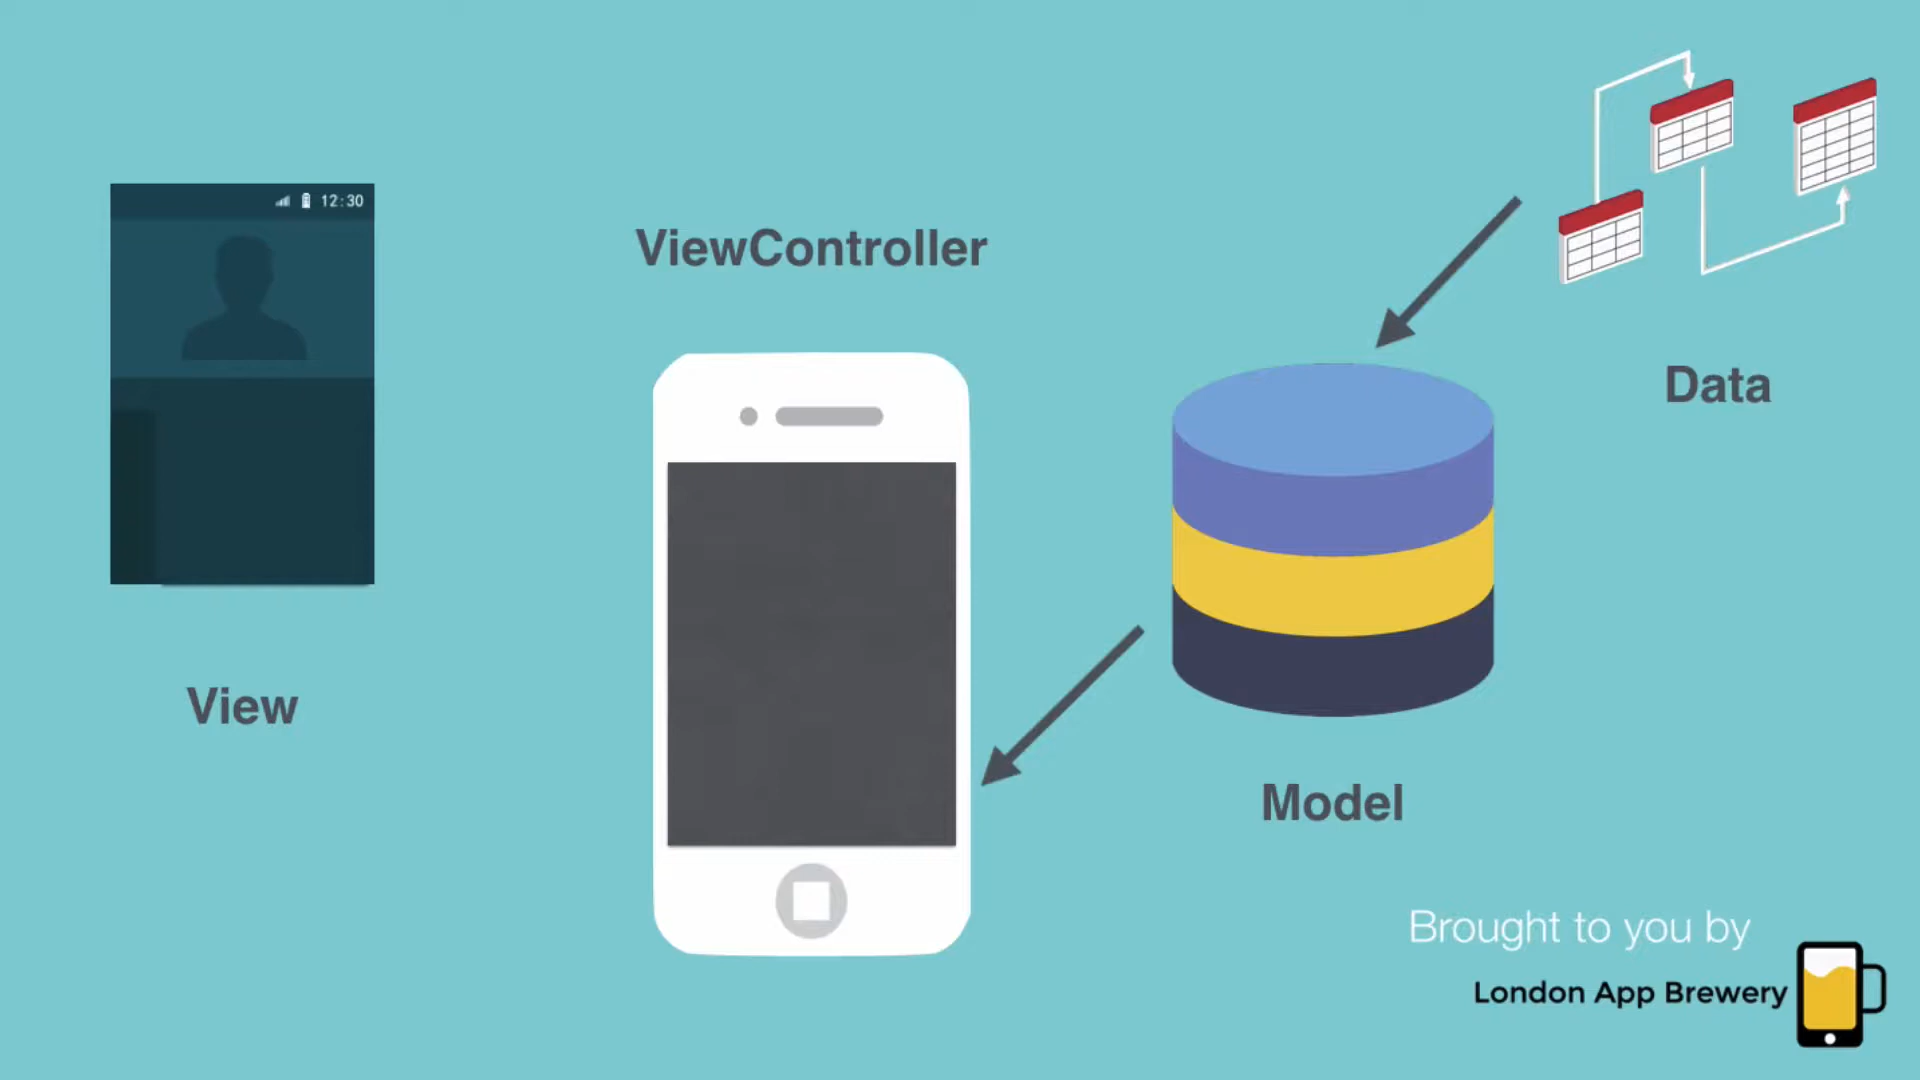 12:30
ViewController
Data
View
Model
Brought to you by
London App Brewery